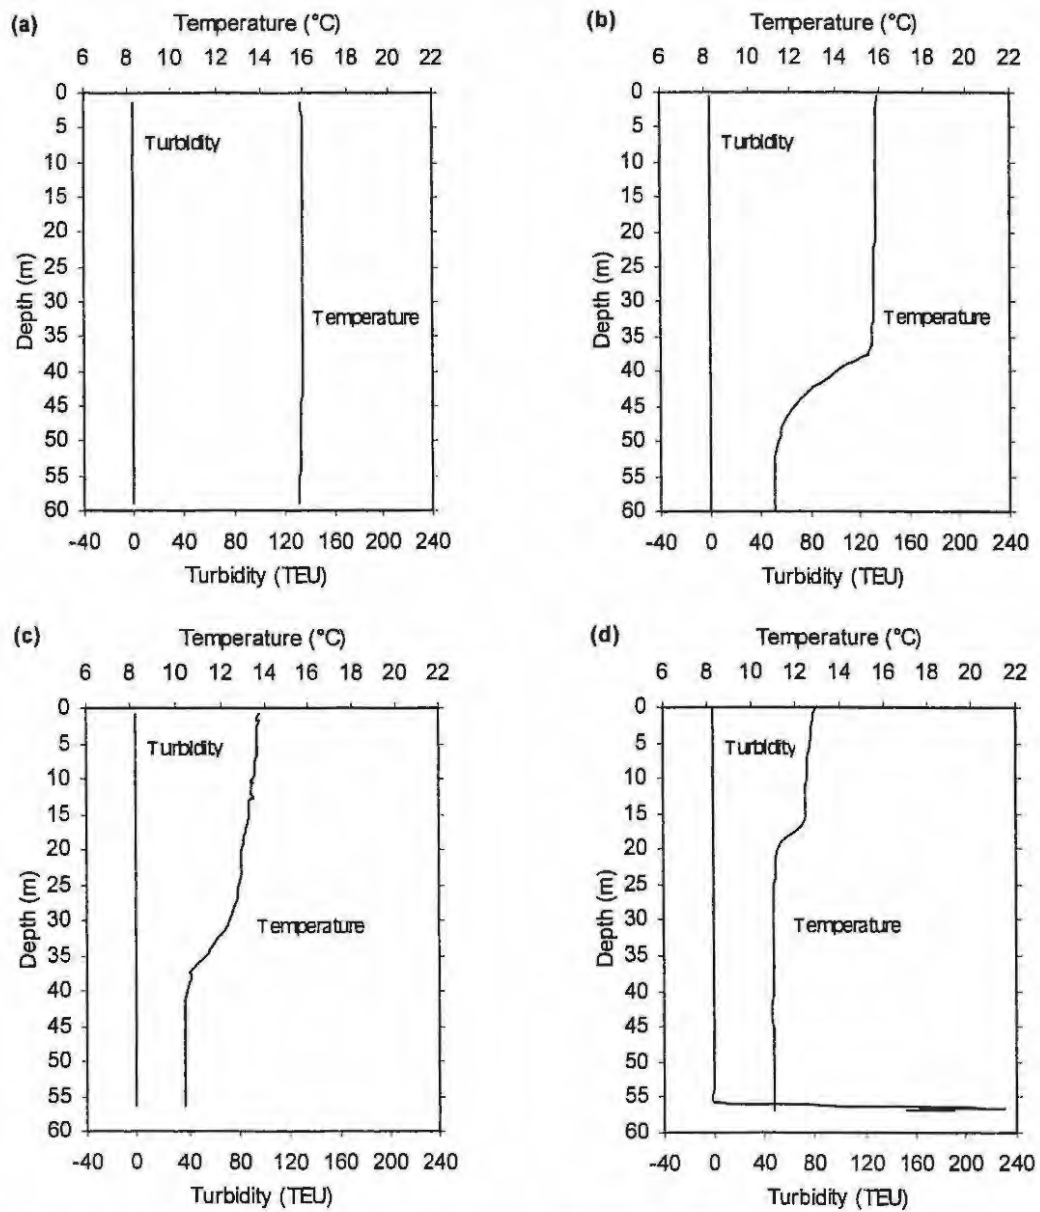 (a) Temperature (°C)
6 8 10 12 14 16 18 20 22
0
5
10
15
20
25
30
35
40
45
50
55
60
Depth (m)
Turbidity
Temperature
-40 0 40 80 120 160 200 240
Turbidity (TEU)
(b) Temperature (°C)
6 8 10 12 14 16 18 20 22
0
5
10
15
20
25
30
35
40
45
50
55
60
Depth (m)
Turbidity
Temperature
-40 0 40 80 120 160 200 240
Turbidity (TEU)
(c) Temperature (°C)
6 8 10 12 14 16 18 20 22
0
5
10
15
20
25
30
35
40
45
50
55
60
Depth (m)
Turbidity
Temperature
-40 0 40 80 120 160 200 240
Turbidity (TEU)
(d) Temperature (°C)
6 8 10 12 14 16 18 20 22
0
5
10
15
20
25
30
35
40
45
50
55
60
Depth (m)
Turbidity
Temperature
-40 0 40 80 120 160 200 240
Turbidity (TEU)